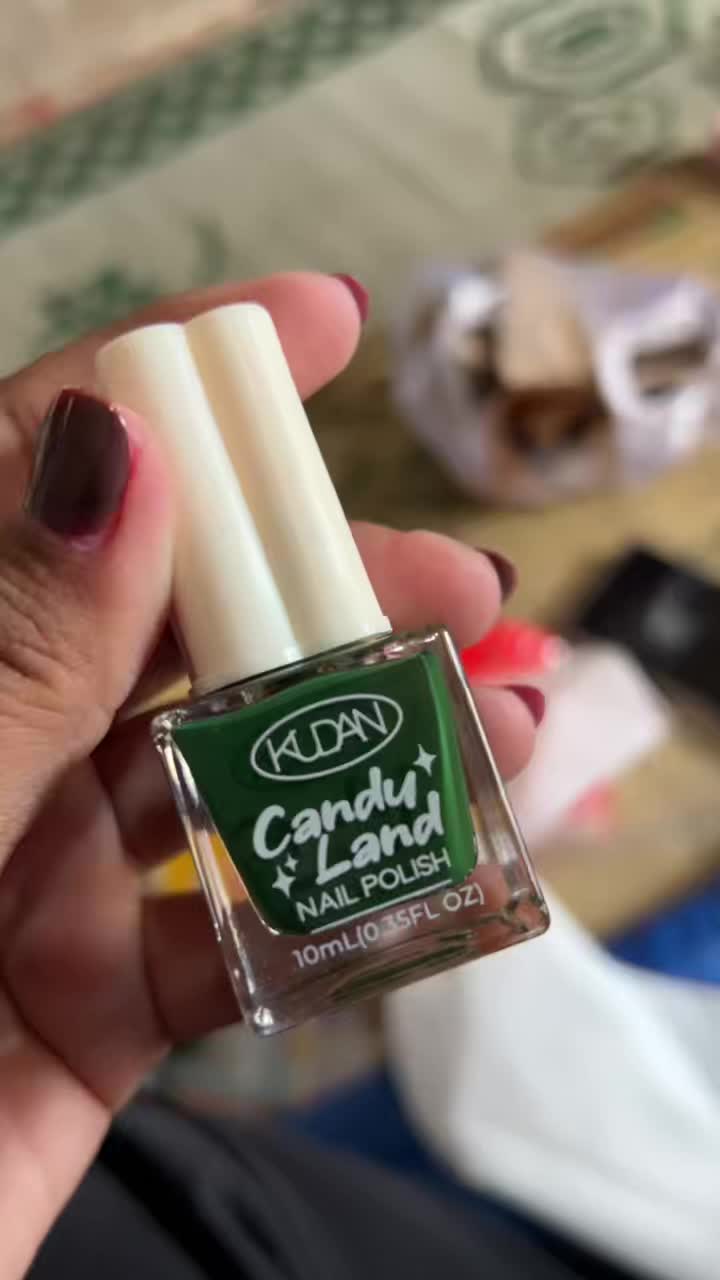 KUDAN
Candy
Land
NAIL POLISH
10mL(0.35FL OZ)